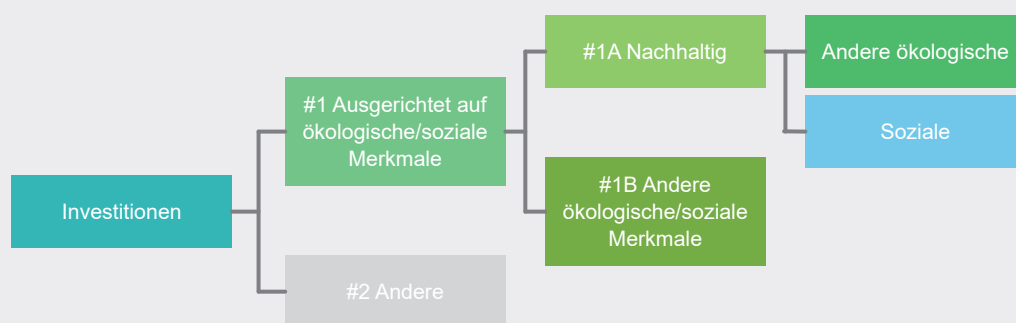 Investitionen
#1 Ausgerichtet auf
ökologische/soziale
Merkmale
#2 Andere
#1A Nachhaltig
#1B Andere
ökologische/soziale
Merkmale
Andere ökologische
Soziale